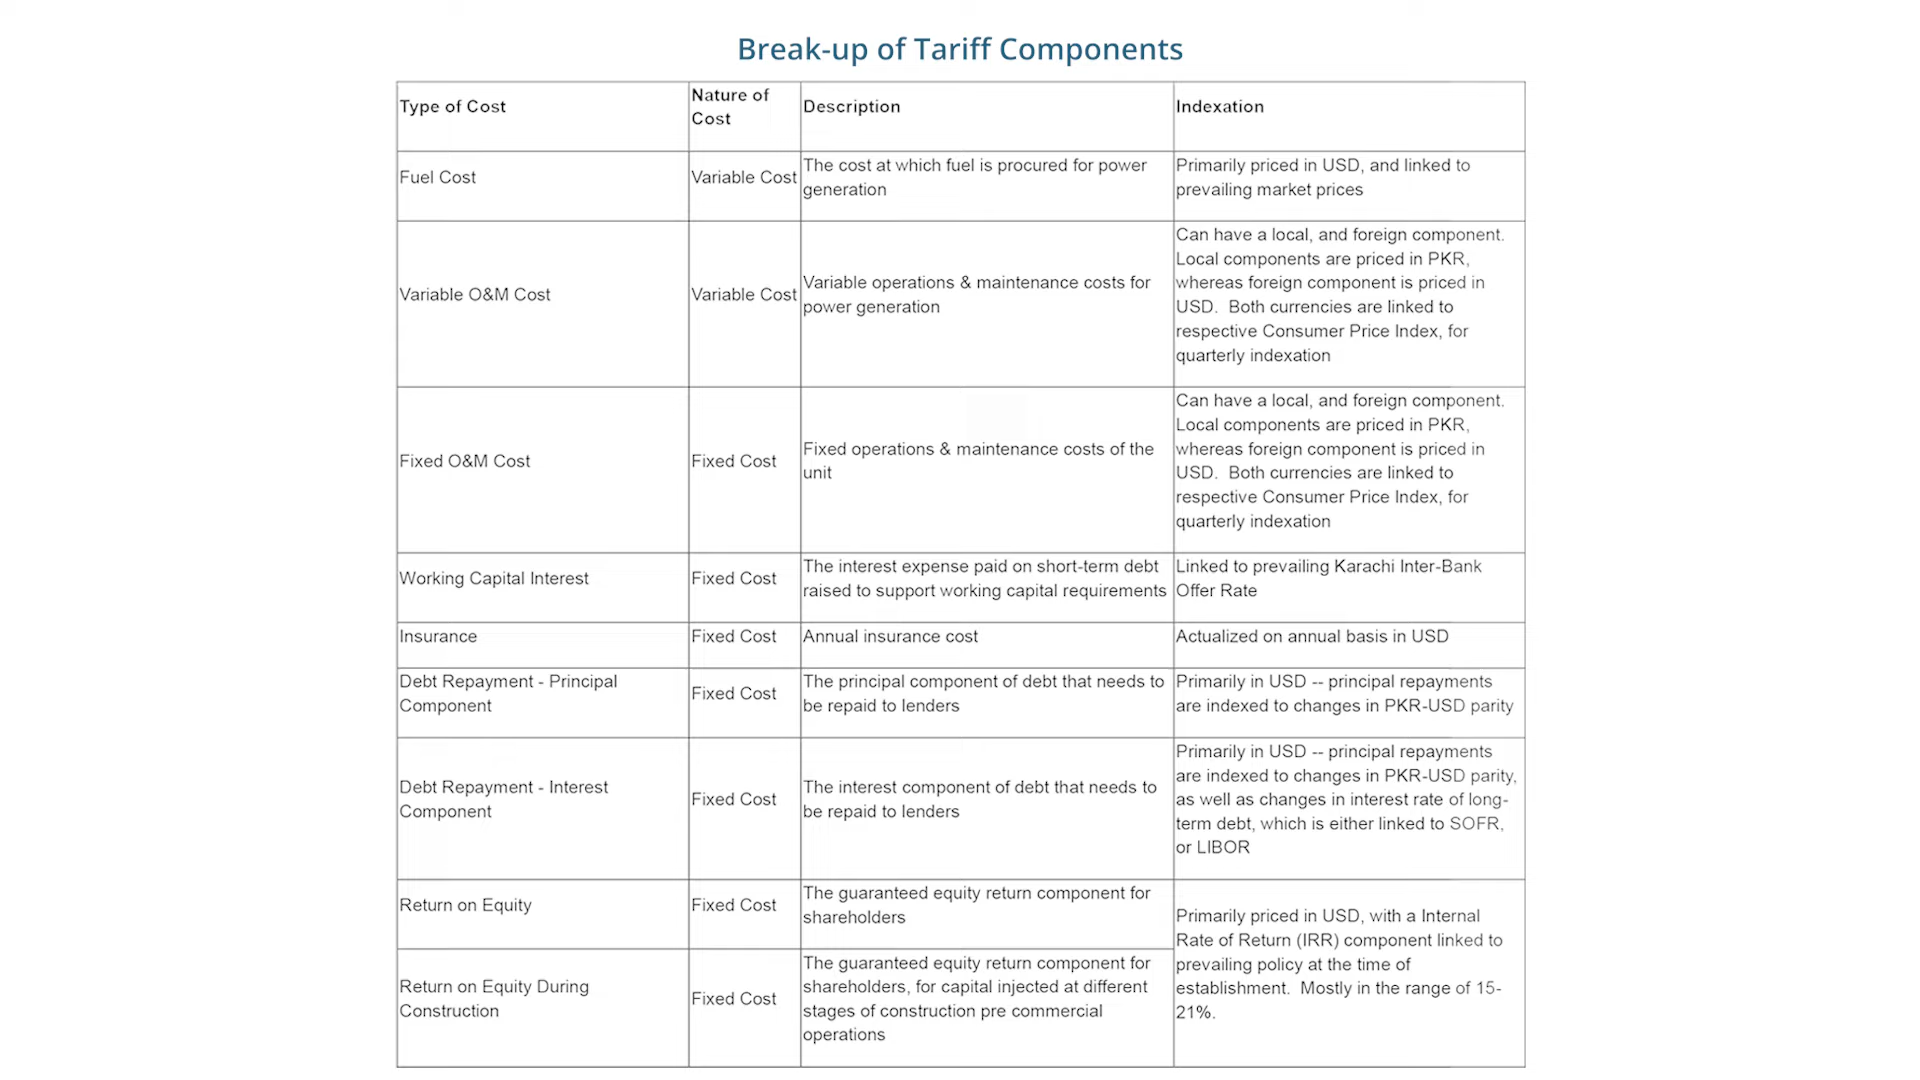 Break-up of Tariff Components
Type of Cost
Nature of
Cost
Description
Indexation
Fuel Cost
Variable Cost
The cost at which fuel is procured for power
generation
Primarily priced in USD, and linked to
prevailing market prices
Variable O&M Cost
Variable Cost
Variable operations & maintenance costs for
power generation
Can have a local, and foreign component.
Local components are priced in PKR,
whereas foreign component is priced in
USD.  Both currencies are linked to
respective Consumer Price Index, for
quarterly indexation
Fixed O&M Cost
Fixed Cost
Fixed operations & maintenance costs of the
unit
Can have a local, and foreign component.
Local components are priced in PKR,
whereas foreign component is priced in
USD.  Both currencies are linked to
respective Consumer Price Index, for
quarterly indexation
Working Capital Interest
Fixed Cost
The interest expense paid on short-term debt
raised to support working capital requirements
Linked to prevailing Karachi Inter-Bank
Offer Rate
Insurance
Fixed Cost
Annual insurance cost
Actualized on annual basis in USD
Debt Repayment - Principal
Component
Fixed Cost
The principal component of debt that needs to
be repaid to lenders
Primarily in USD -- principal repayments
are indexed to changes in PKR-USD parity
Debt Repayment - Interest
Component
Fixed Cost
The interest component of debt that needs to
be repaid to lenders
Primarily in USD -- principal repayments
are indexed to changes in PKR-USD parity,
as well as changes in interest rate of long-
term debt, which is either linked to SOFR,
or LIBOR
Return on Equity
Fixed Cost
The guaranteed equity return component for
shareholders
Primarily priced in USD, with a Internal
Rate of Return (IRR) component linked to
prevailing policy at the time of
establishment.  Mostly in the range of 15-
21%.
Return on Equity During
Construction
Fixed Cost
The guaranteed equity return component for
shareholders, for capital injected at different
stages of construction pre commercial
operations